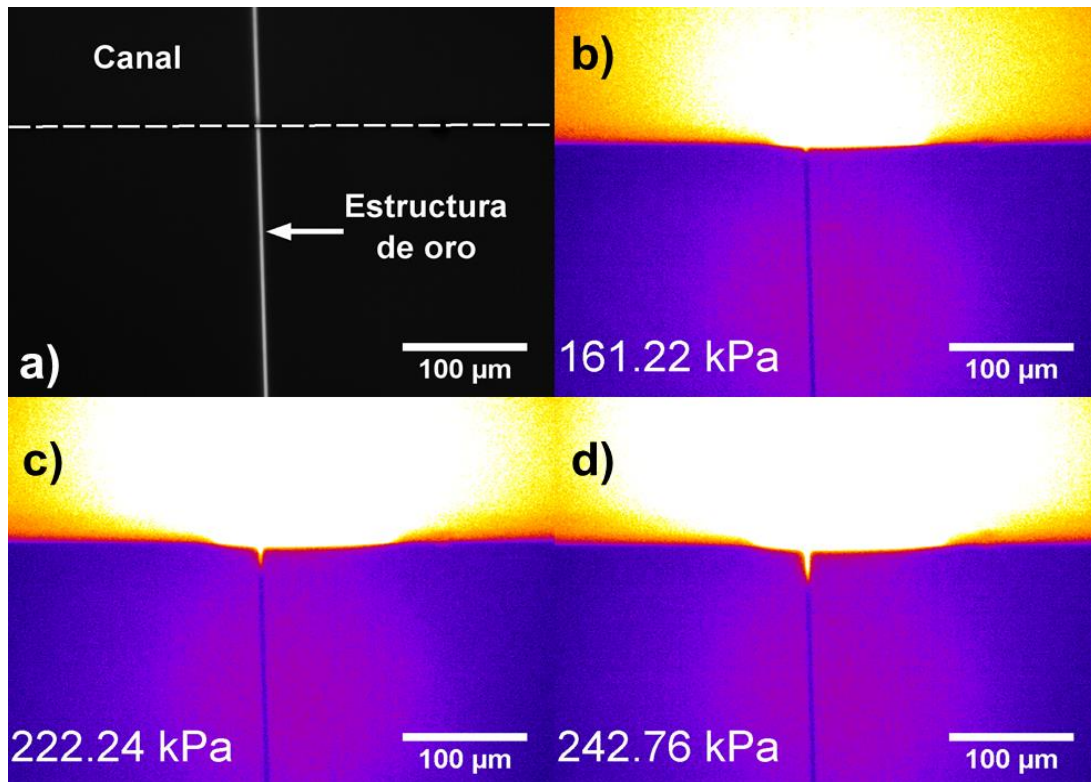 Canal
Estructura
de oro
100 µm
a)
b)
161.22 kPa
100 µm
c)
222.24 kPa
100 µm
d)
242.76 kPa
100 µm